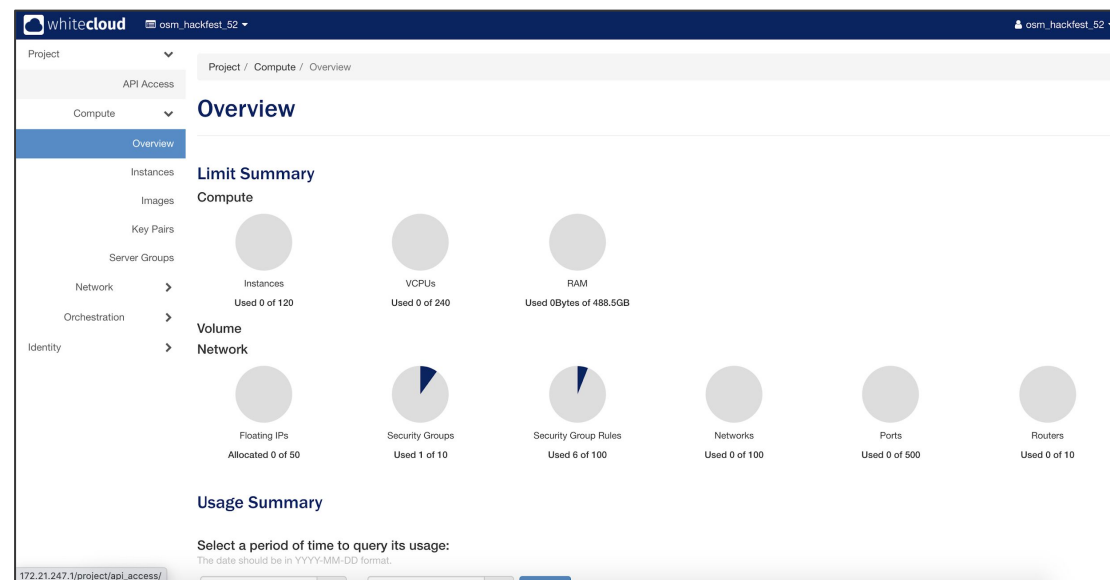 whitecloud osm_hackfest_52 osm_hackfest_52
Project
Project / Compute / Overview
API Access
Compute
Overview
Overview
Instances
Limit Summary
Images
Compute
Key Pairs
Server Groups
Network
Instances VCPUs RAM
Used 0 of 120 Used 0 of 240 Used 0Bytes of 488.5GB
Orchestration
Volume
Identity
Network
Floating IPs Security Groups Security Group Rules Networks Ports Routers
Allocated 0 of 50 Used 1 of 10 Used 6 of 100 Used 0 of 100 Used 0 of 500 Used 0 of 10
Usage Summary
Select a period of time to query its usage:
The date should be in YYYY-MM-DD format.
172.21.247.1/project/api_access/